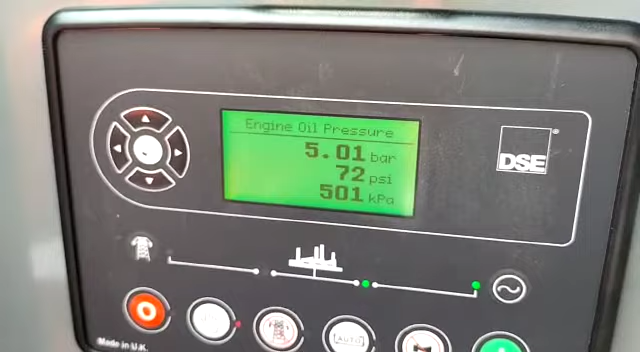 Engine Oil Pressure
5.01 bar
72 psi
501 kPa
DSE
AUTO
Made in U.K.